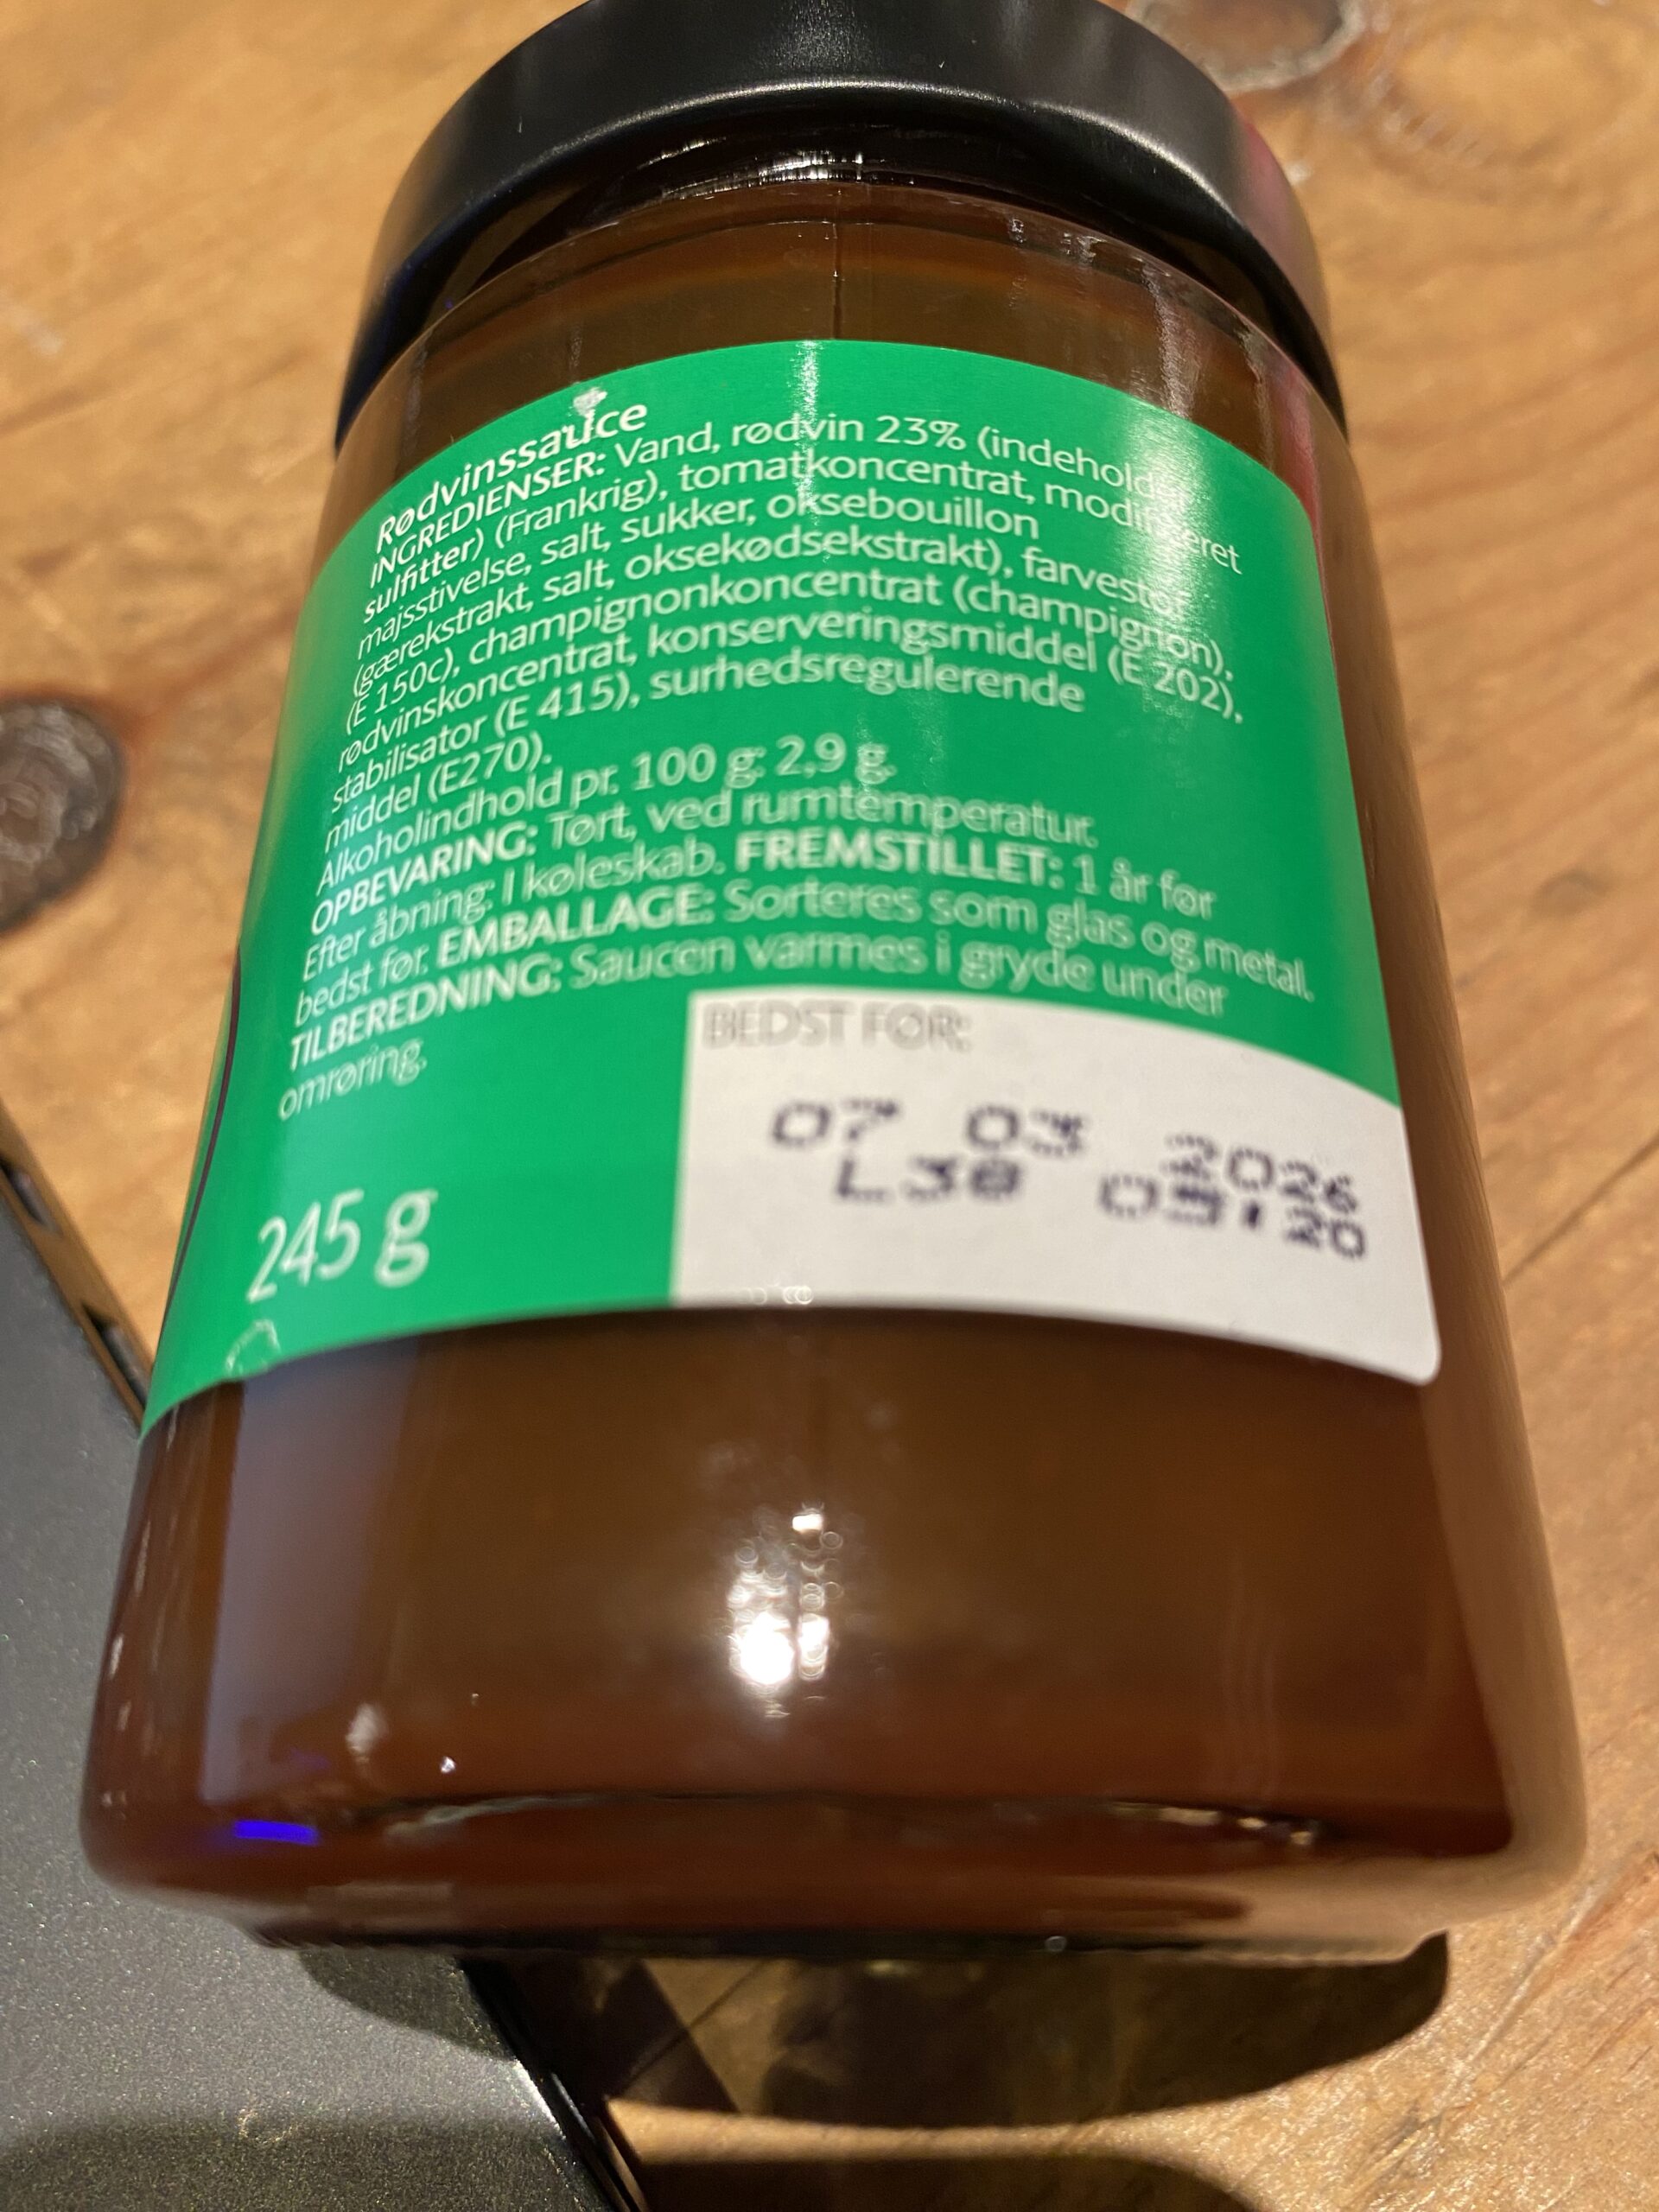 Rødvinssauce
INGREDIENSER: Vand, rødvin 23% (indeholder
sulfitter) (Frankrig), tomatkoncentrat, modificeret
majsstivelse, salt, sukker, oksebouillon
(gærekstrakt, salt, oksekødsekstrakt), farvestof
(E 150c), champignonkoncentrat (champignon),
rødvinskoncentrat, konserveringsmiddel (E 202),
stabilisator (E 415), surhedsregulerende
middel (E270).
Alkoholindhold pr. 100 g: 2,9 g.
OPBEVARING: Tørt, ved rumtemperatur.
Efter åbning: I køleskab. FREMSTILLET: 1 år før
bedst før. EMBALLAGE: Sorteres som glas og metal.
TILBEREDNING: Saucen varmes i gryde under
omrøring.
BEDST FØR:
07 03 2026
L38 09:20
245 g